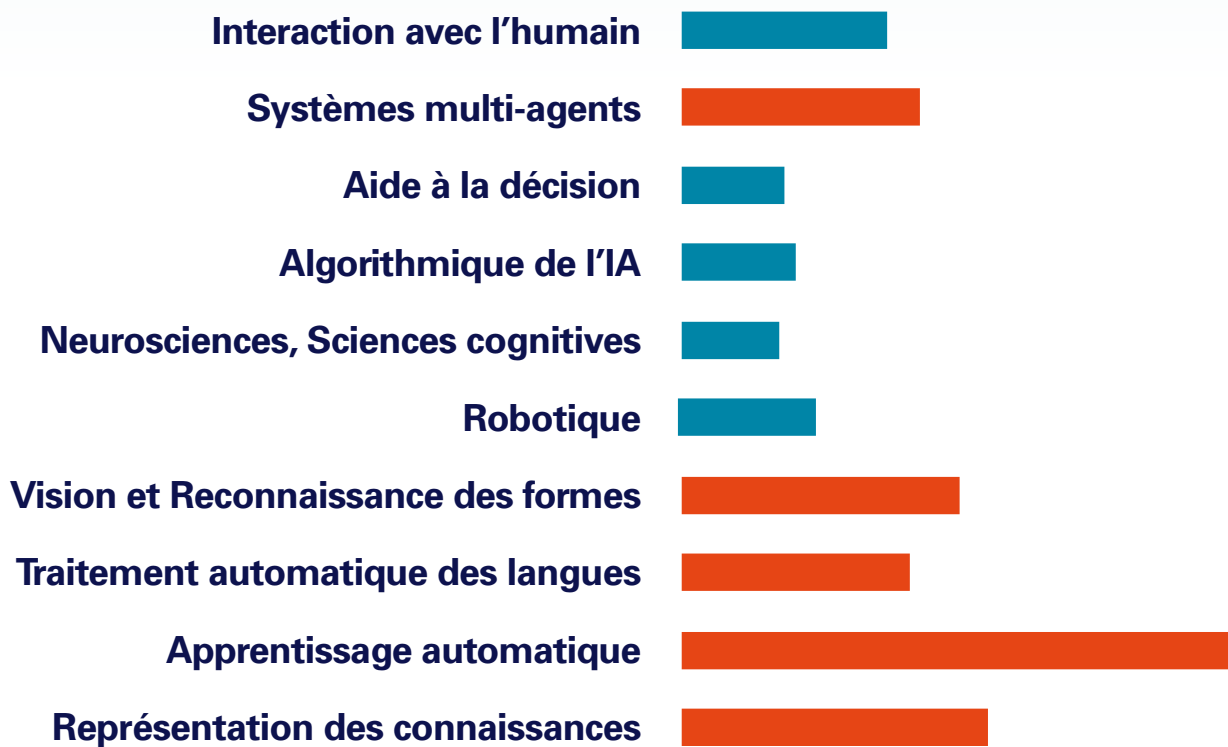 Interaction avec l’humain
Systèmes multi-agents
Aide à la décision
Algorithmique de l’IA
Neurosciences, Sciences cognitives
Robotique
Vision et Reconnaissance des formes
Traitement automatique des langues
Apprentissage automatique
Représentation des connaissances